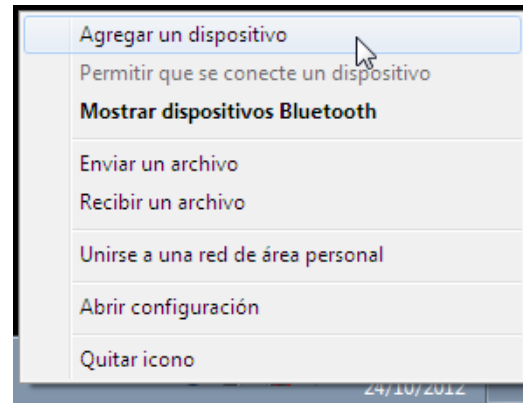 Agregar un dispositivo
Permitir que se conecte un dispositivo
Mostrar dispositivos Bluetooth
Enviar un archivo
Recibir un archivo
Unirse a una red de área personal
Abrir configuración
Quitar icono
24/10/2012